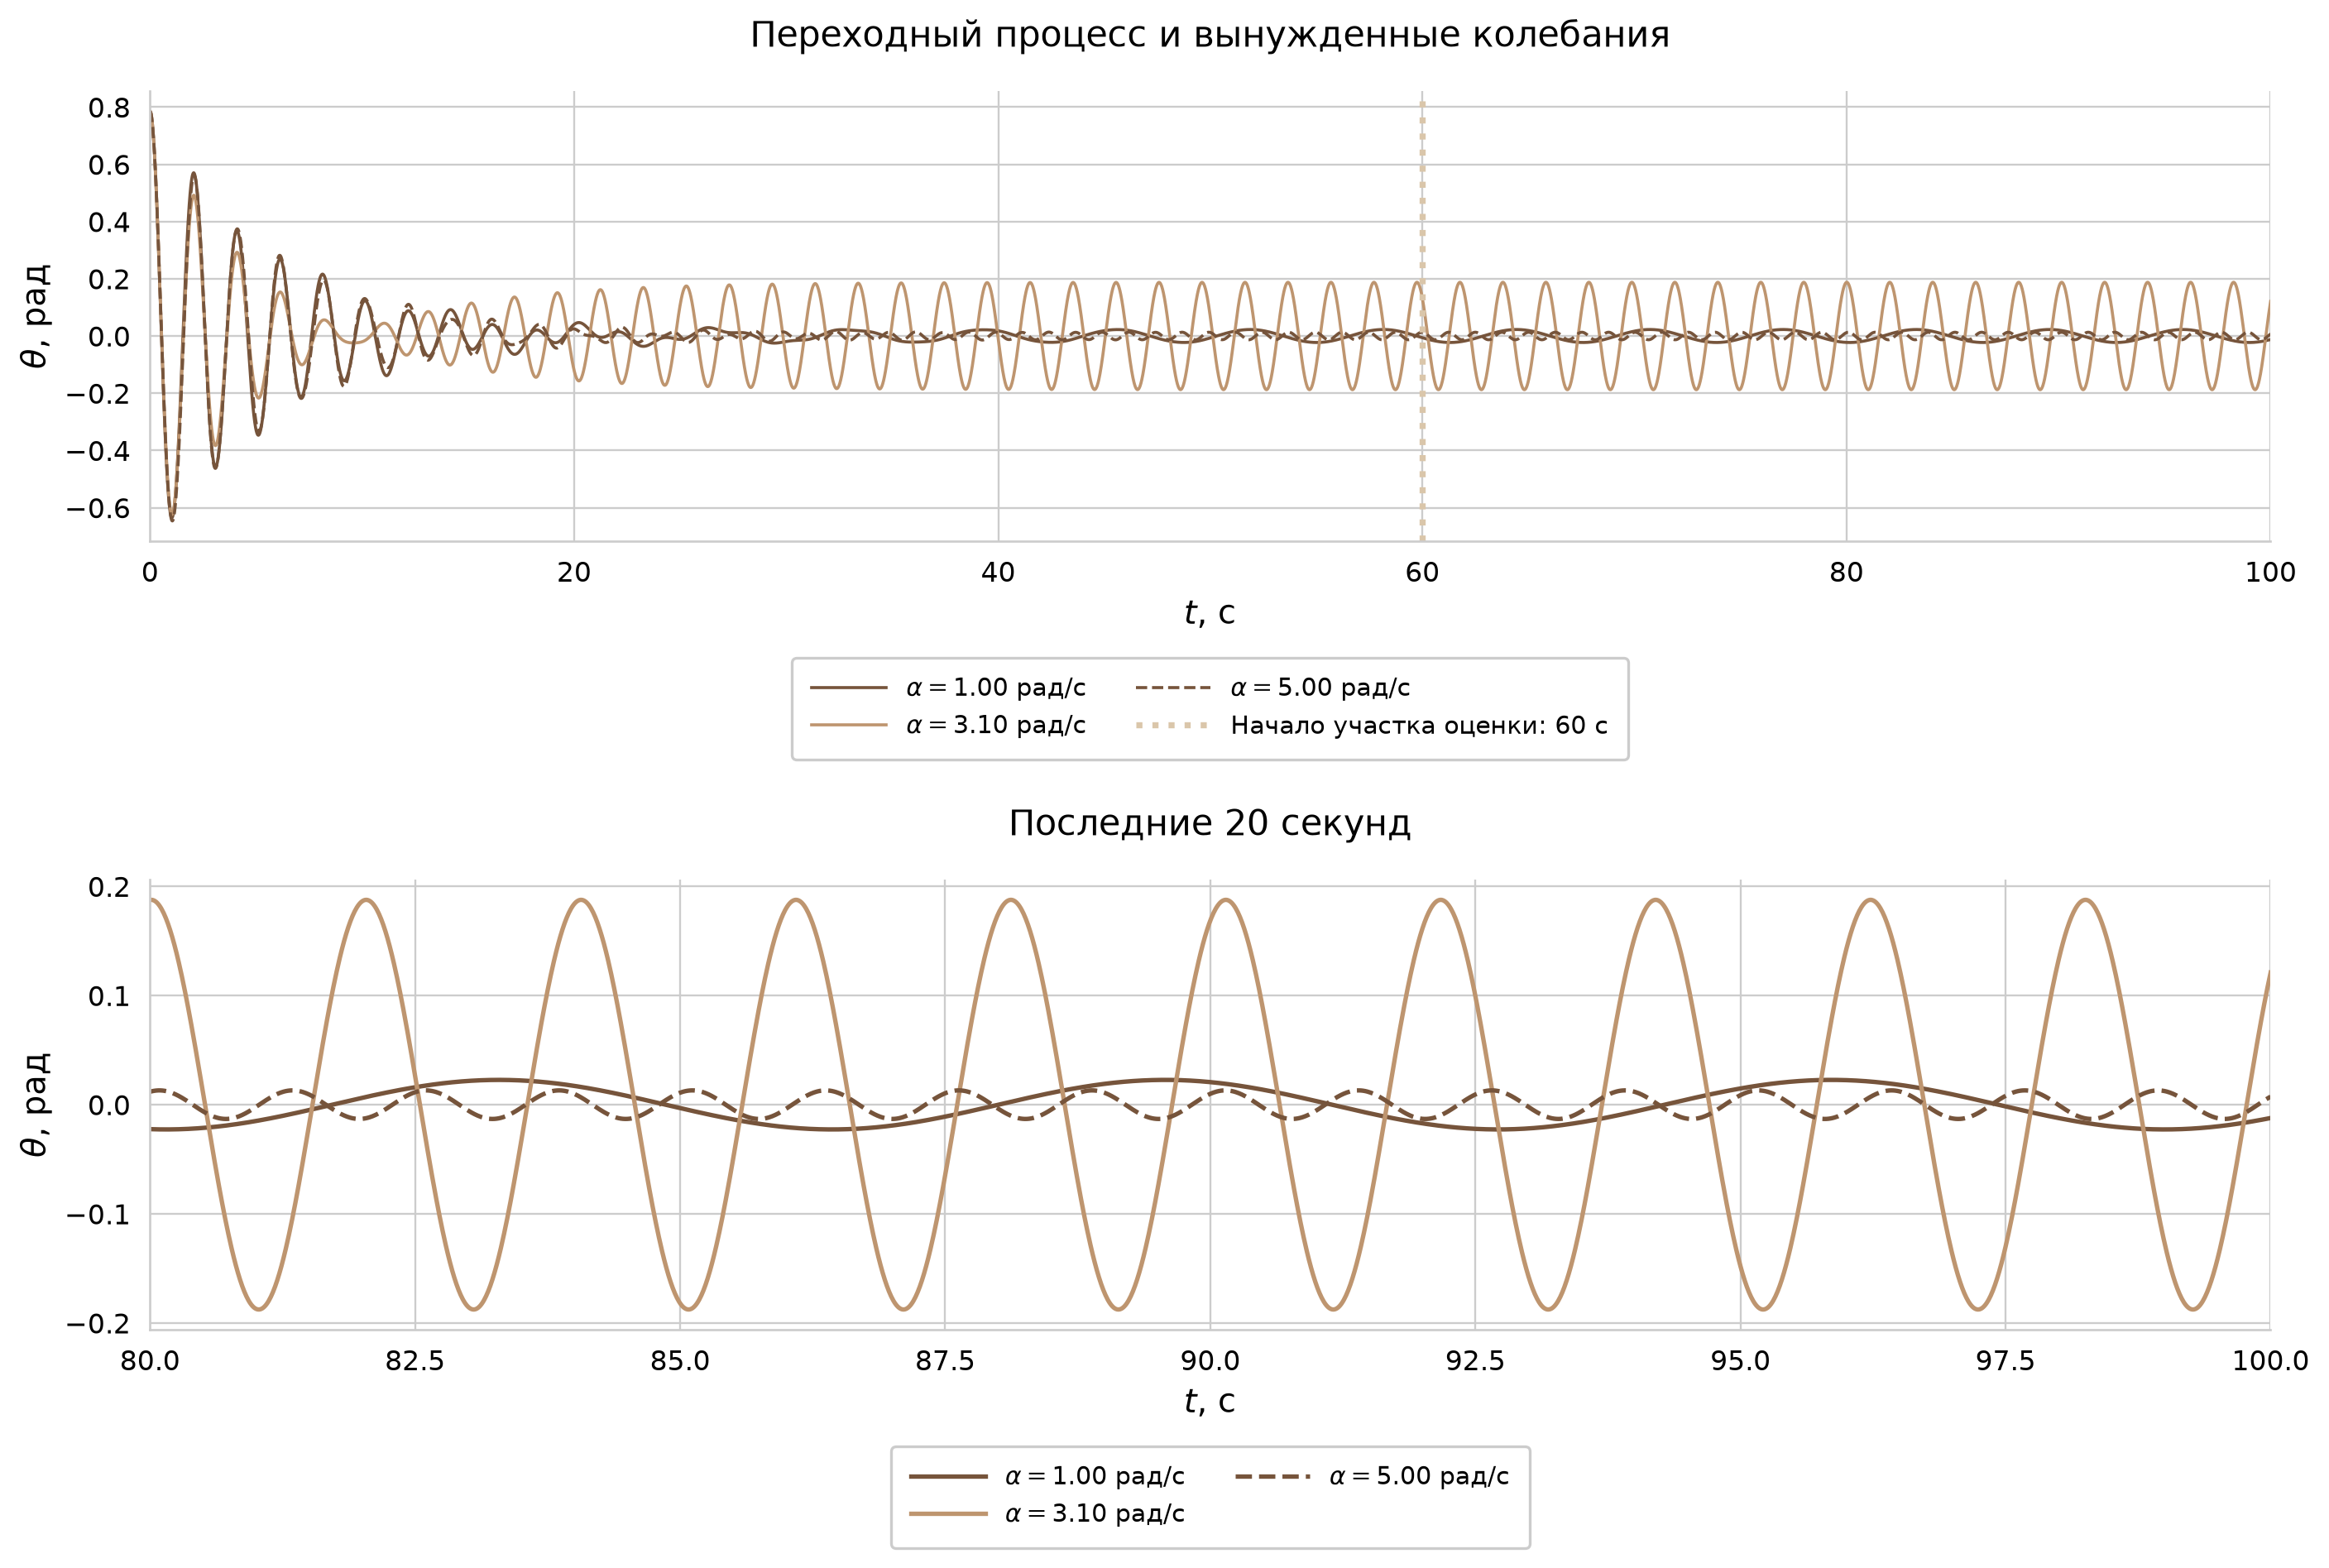 Переходный процесс и вынужденные колебания
0.8
0.6
0.4
0.2
0.0
−0.2
−0.4
−0.6
θ, рад
0 20 40 60 80 100
t, с
α = 1.00 рад/с α = 5.00 рад/с
α = 3.10 рад/с Начало участка оценки: 60 с
Последние 20 секунд
0.2
0.1
0.0
−0.1
−0.2
θ, рад
80.0 82.5 85.0 87.5 90.0 92.5 95.0 97.5 100.0
t, с
α = 1.00 рад/с α = 5.00 рад/с
α = 3.10 рад/с